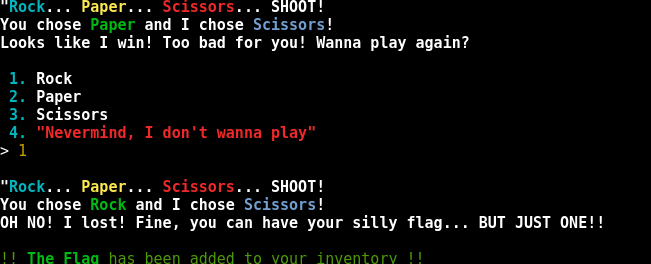 "Rock... Paper... Scissors... SHOOT!
You chose Paper and I chose Scissors!
Looks like I win! Too bad for you! Wanna play again?
1. Rock
2. Paper
3. Scissors
4. "Nevermind, I don't wanna play"
> 1
"Rock... Paper... Scissors... SHOOT!
You chose Rock and I chose Scissors!
OH NO! I lost! Fine, you can have your silly flag... BUT JUST ONE!!
!! The Flag has been added to your inventory !!